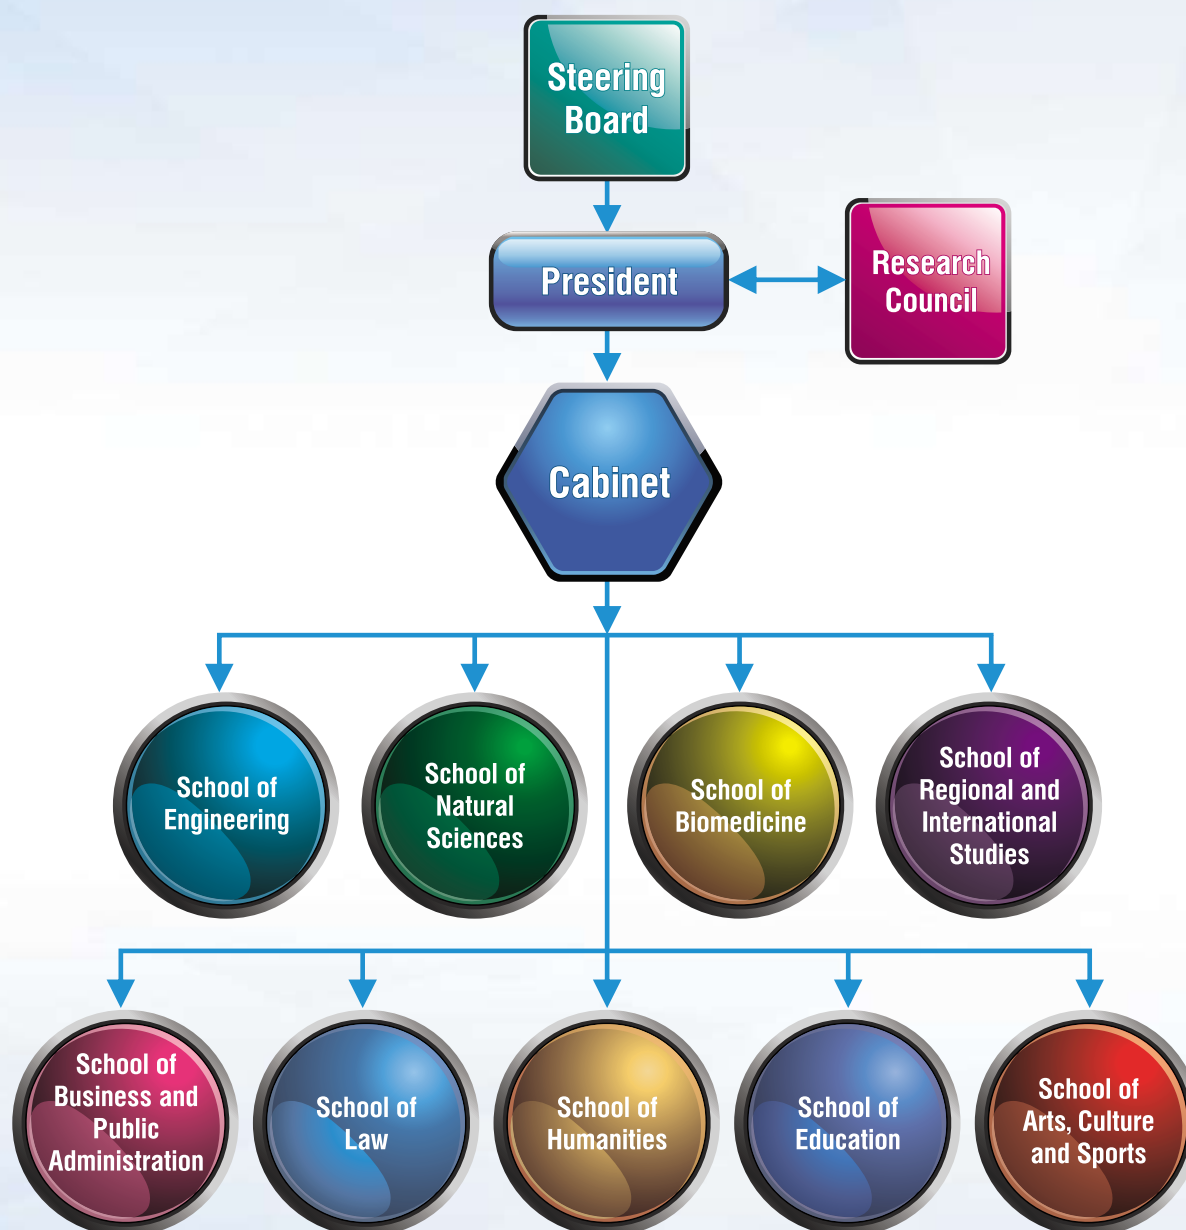 Steering
Board
President
Research
Council
Cabinet
School of
Engineering
School of
Natural
Sciences
School of
Biomedicine
School of
Regional and
International
Studies
School of
Business and
Public
Administration
School of
Law
School of
Humanities
School of
Education
School of
Arts, Culture
and Sports